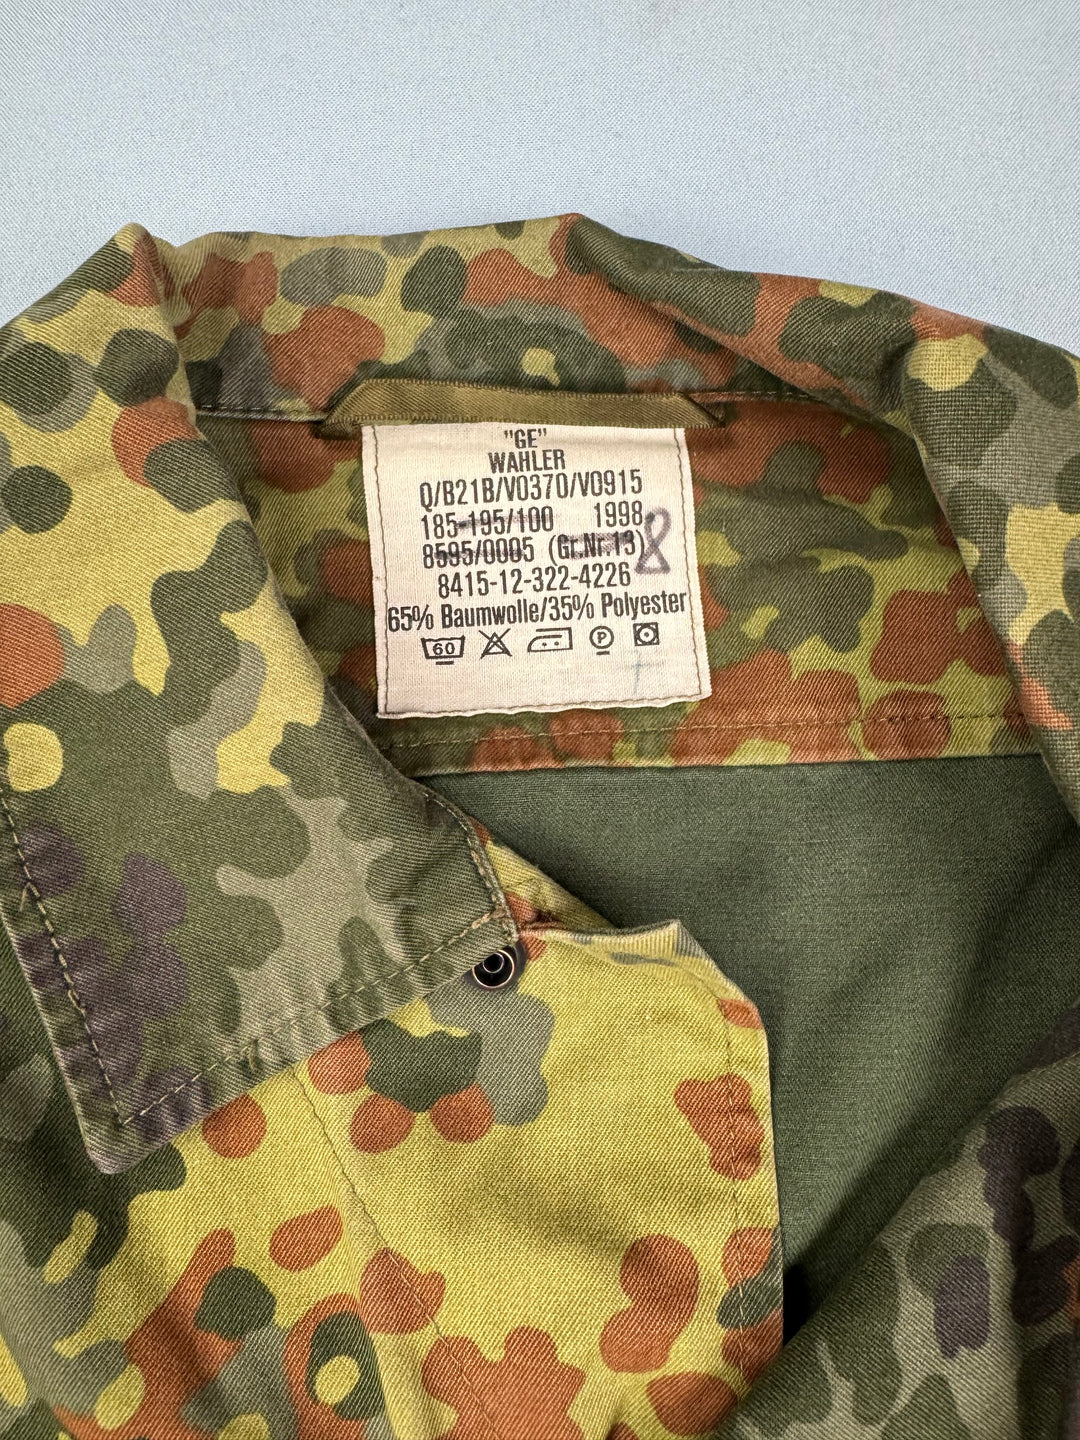 "GE"
WAHLER
Q/B21B/V0370/V0915
185-195/100 1998
8595/0005 (Gr.Nr.13) 8
8415-12-322-4226
65% Baumwolle/35% Polyester
60 P